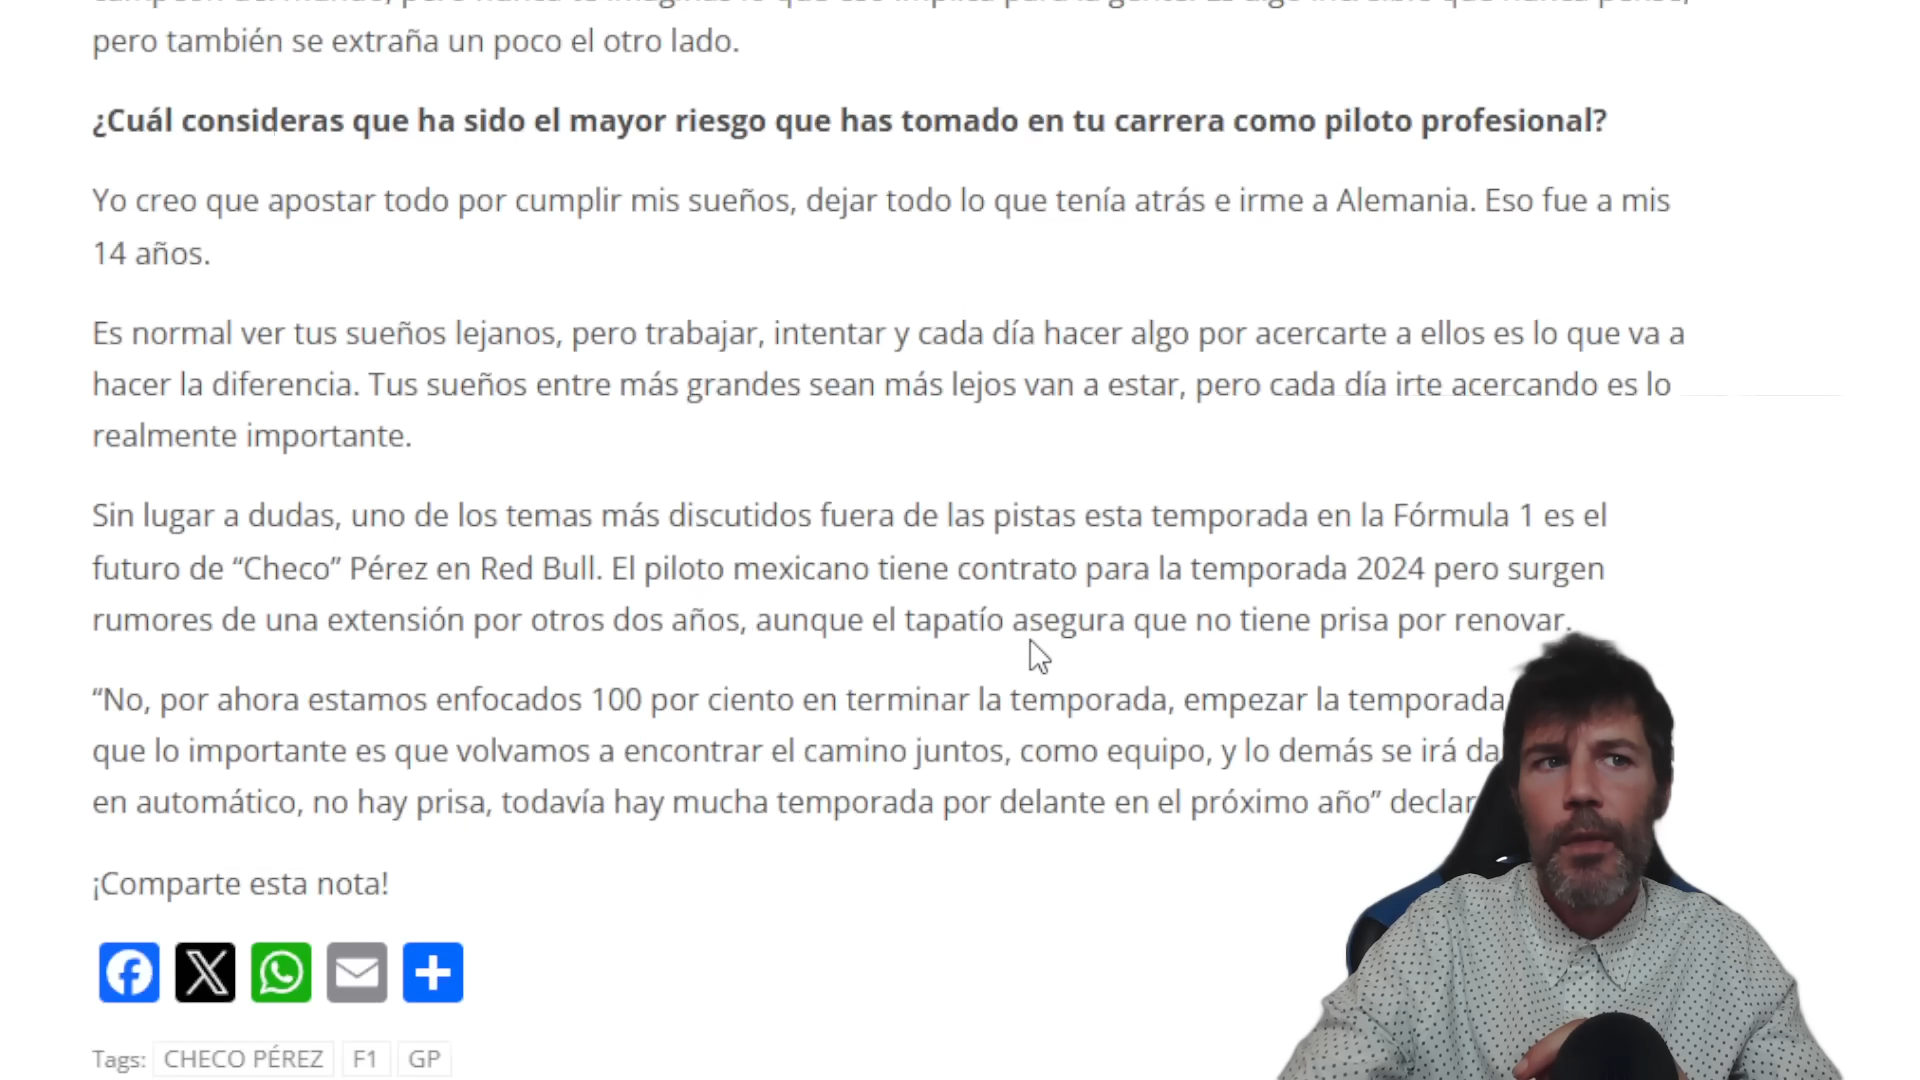 pero también se extraña un poco el otro lado.
¿Cuál consideras que ha sido el mayor riesgo que has tomado en tu carrera como piloto profesional?
Yo creo que apostar todo por cumplir mis sueños, dejar todo lo que tenía atrás e irme a Alemania. Eso fue a mis
14 años.
Es normal ver tus sueños lejanos, pero trabajar, intentar y cada día hacer algo por acercarte a ellos es lo que va a
hacer la diferencia. Tus sueños entre más grandes sean más lejos van a estar, pero cada día irte acercando es lo
realmente importante.
Sin lugar a dudas, uno de los temas más discutidos fuera de las pistas esta temporada en la Fórmula 1 es el
futuro de “Checo” Pérez en Red Bull. El piloto mexicano tiene contrato para la temporada 2024 pero surgen
rumores de una extensión por otros dos años, aunque el tapatío asegura que no tiene prisa por renovar.
“No, por ahora estamos enfocados 100 por ciento en terminar la temporada, empezar la temporada
que lo importante es que volvamos a encontrar el camino juntos, como equipo, y lo demás se irá
en automático, no hay prisa, todavía hay mucha temporada por delante en el próximo año”
¡Comparte esta nota!
Tags: CHECO PÉREZ F1 GP